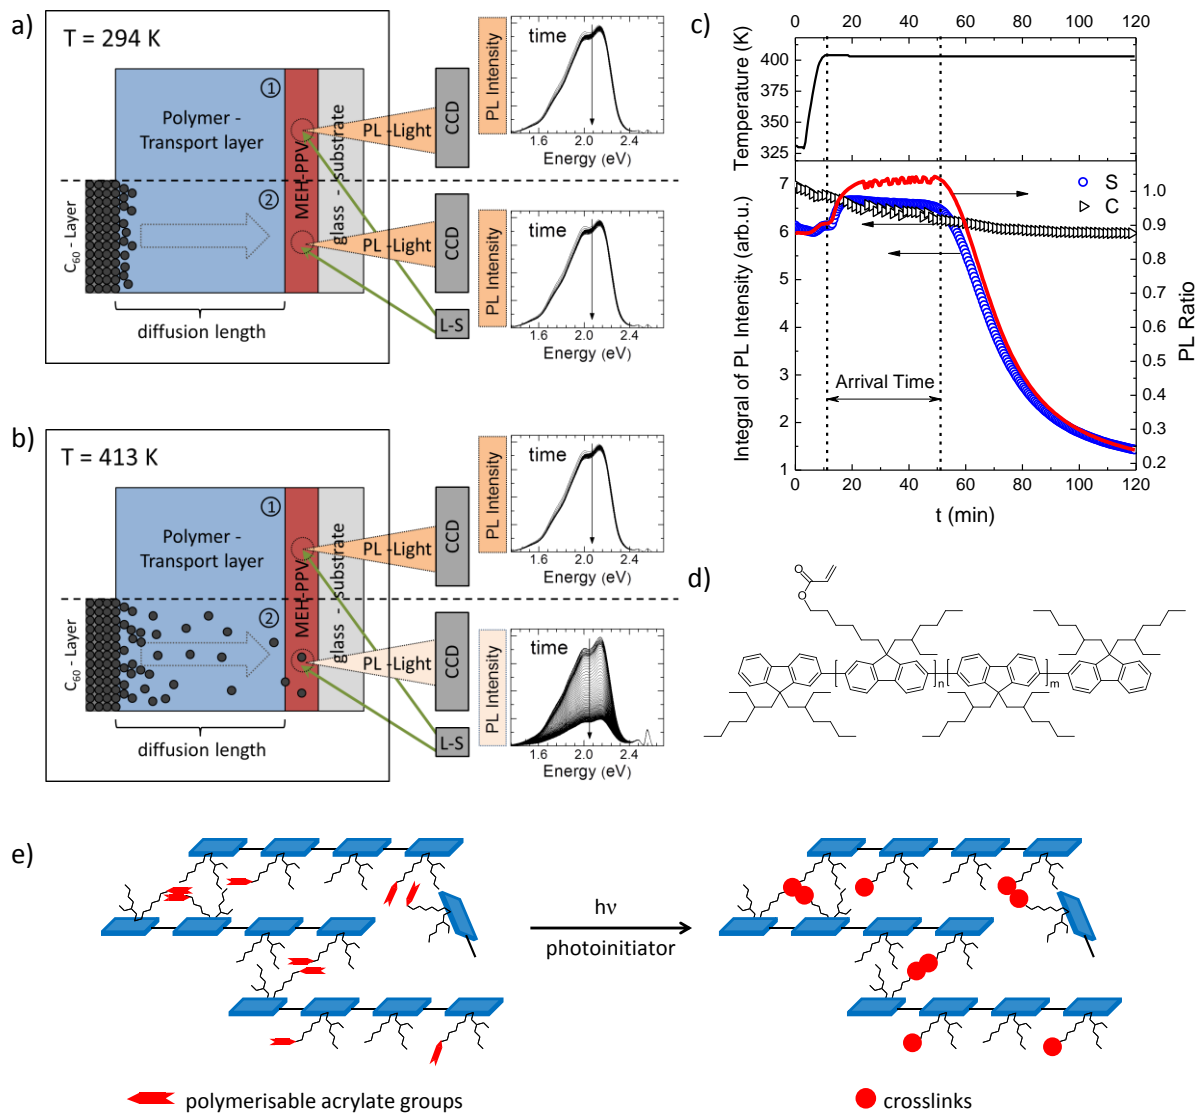 a)
T = 294 K
1
Polymer -
Transport layer
2
C60 - Layer
MEH-PPV
glass - substrate
PL -Light
CCD
PL -Light
CCD
L-S
diffusion length
PL Intensity
time
1.6 2.0 2.4
Energy (eV)
PL Intensity
time
1.6 2.0 2.4
Energy (eV)
b)
T = 413 K
1
Polymer -
Transport layer
2
C60 - Layer
MEH-PPV
glass - substrate
PL -Light
CCD
PL -Light
CCD
L-S
diffusion length
PL Intensity
time
1.6 2.0 2.4
Energy (eV)
PL Intensity
time
1.6 2.0 2.4
Energy (eV)
c)
0 20 40 60 80 100 120
Temperature (K)
400
350
325
Integral of PL Intensity (arb.u.)
7
6
5
4
3
2
1
S
C
Arrival Time
1.0
0.9
0.8
0.7
0.6
0.5
0.4
0.3
0.2
PL Ratio
0 20 40 60 80 100 120
t (min)
d)
O
O
n
m
e)
hν
photoinitiator
polymerisable acrylate groups
crosslinks